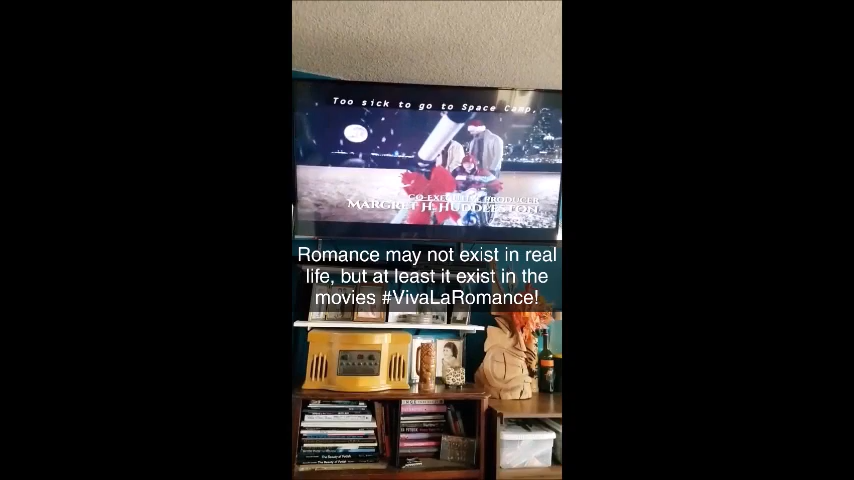 Too sick to go to Space Camp.
CO-EXECUTIVE PRODUCER
MARGRET H. HUDDLESTON
Romance may not exist in real
life, but at least it exist in the
movies #VivaLaRomance!